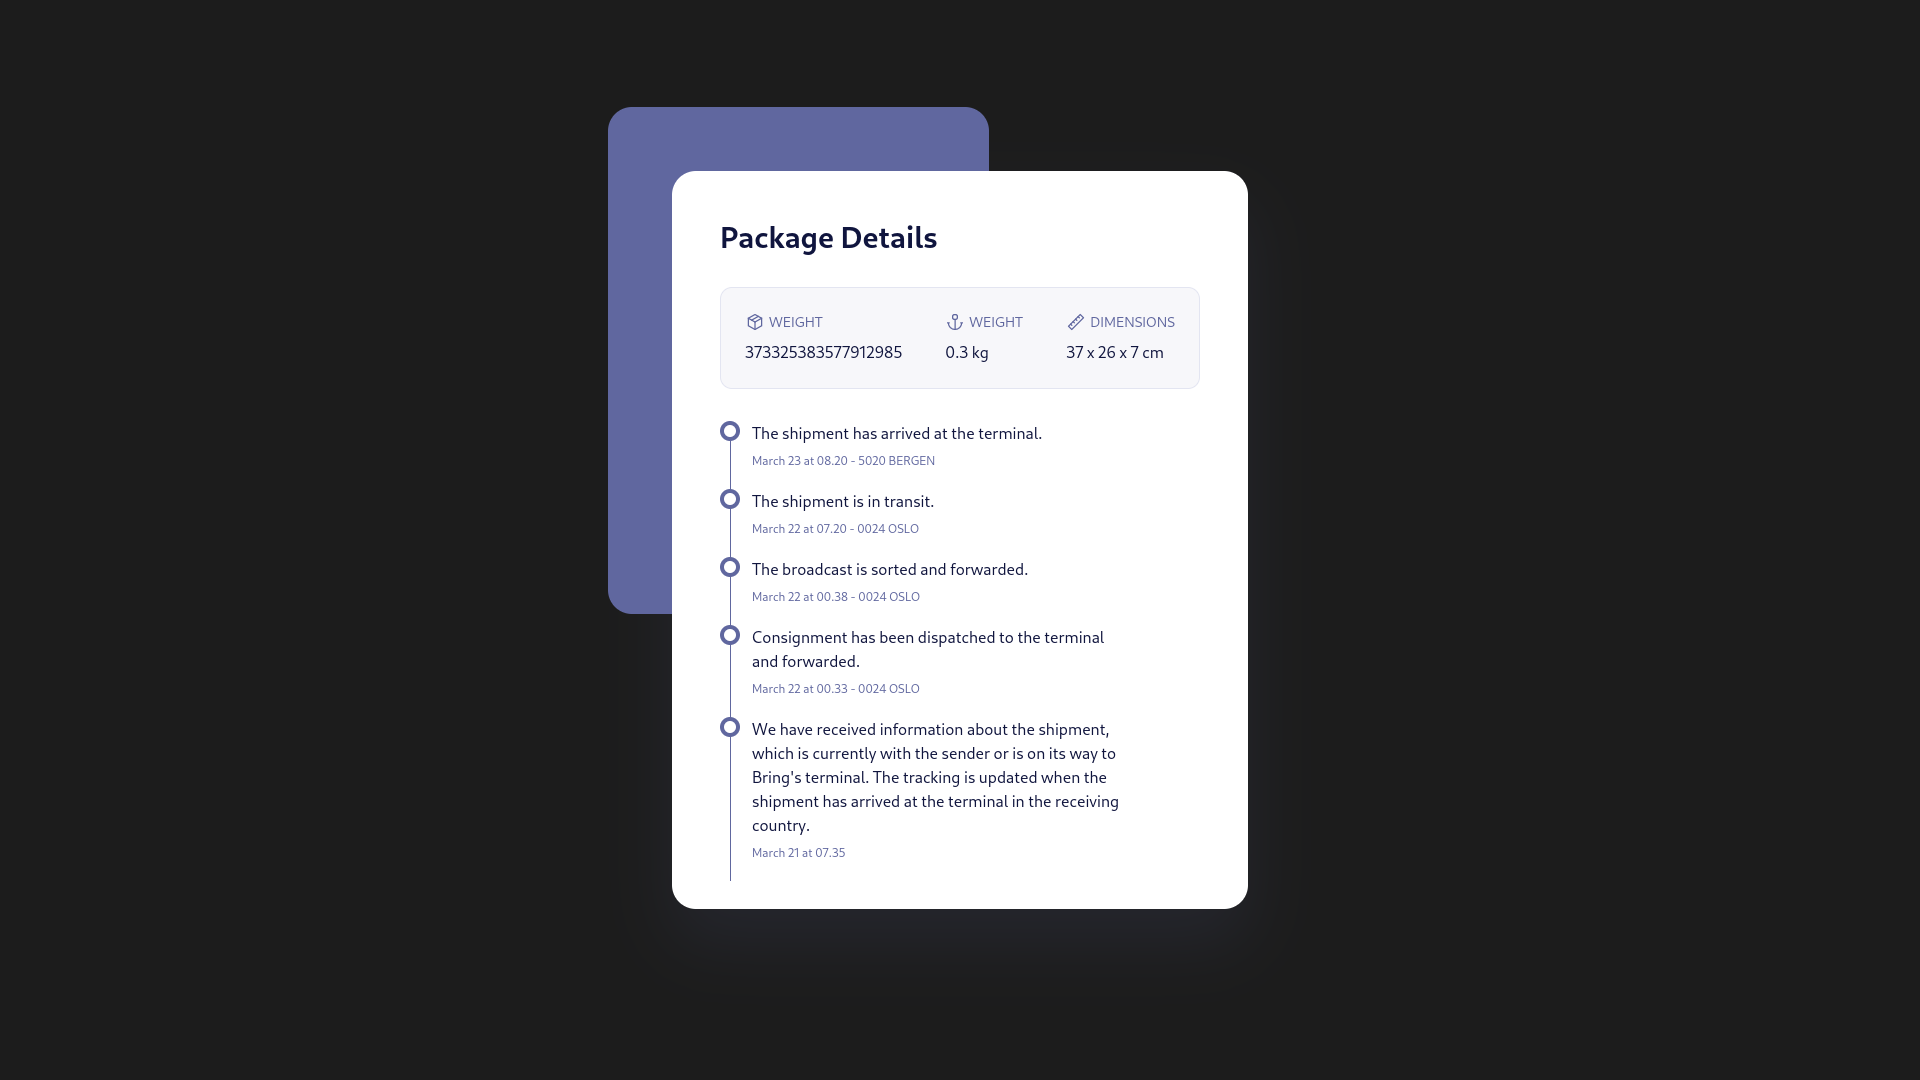 Package Details
WEIGHT
373325383577912985
WEIGHT
0.3 kg
DIMENSIONS
37 x 26 x 7 cm
The shipment has arrived at the terminal.
March 23 at 08.20 - 5020 BERGEN
The shipment is in transit.
March 22 at 07.20 - 0024 OSLO
The broadcast is sorted and forwarded.
March 22 at 00.38 - 0024 OSLO
Consignment has been dispatched to the terminal
and forwarded.
March 22 at 00.33 - 0024 OSLO
We have received information about the shipment,
which is currently with the sender or is on its way to
Bring's terminal. The tracking is updated when the
shipment has arrived at the terminal in the receiving
country.
March 21 at 07.35